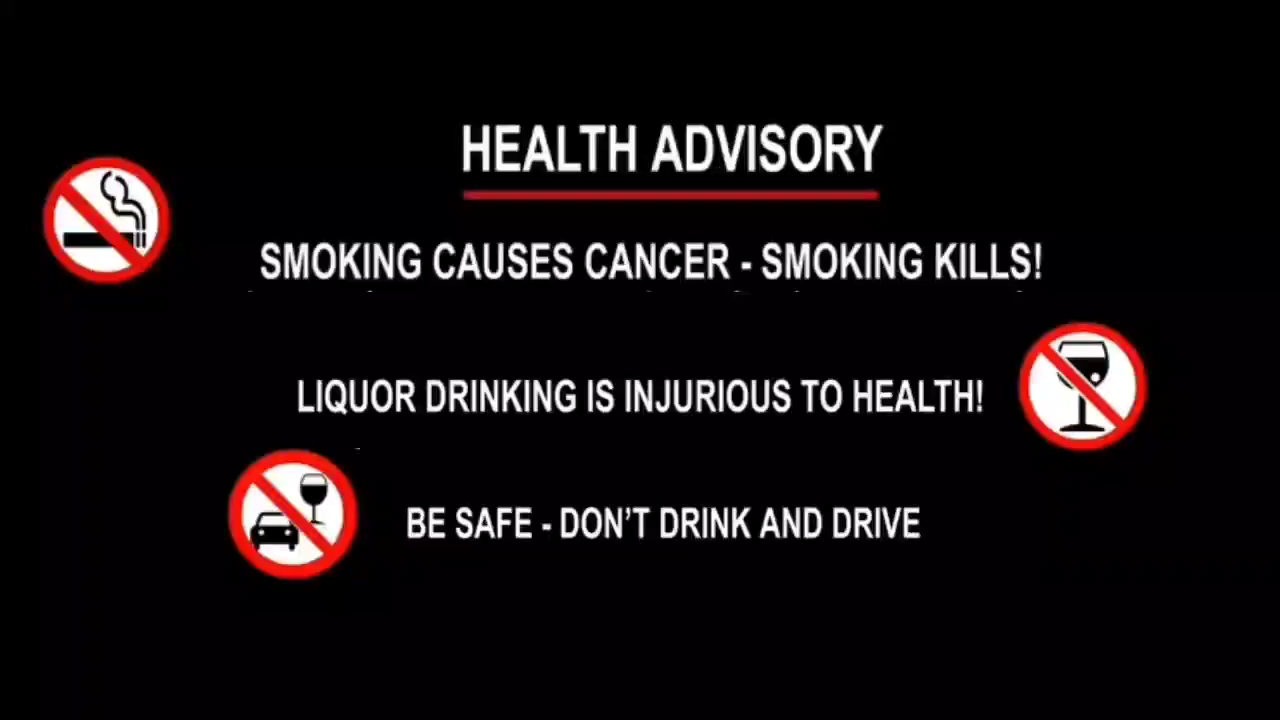 HEALTH ADVISORY
SMOKING CAUSES CANCER - SMOKING KILLS!
LIQUOR DRINKING IS INJURIOUS TO HEALTH!
BE SAFE - DON’T DRINK AND DRIVE